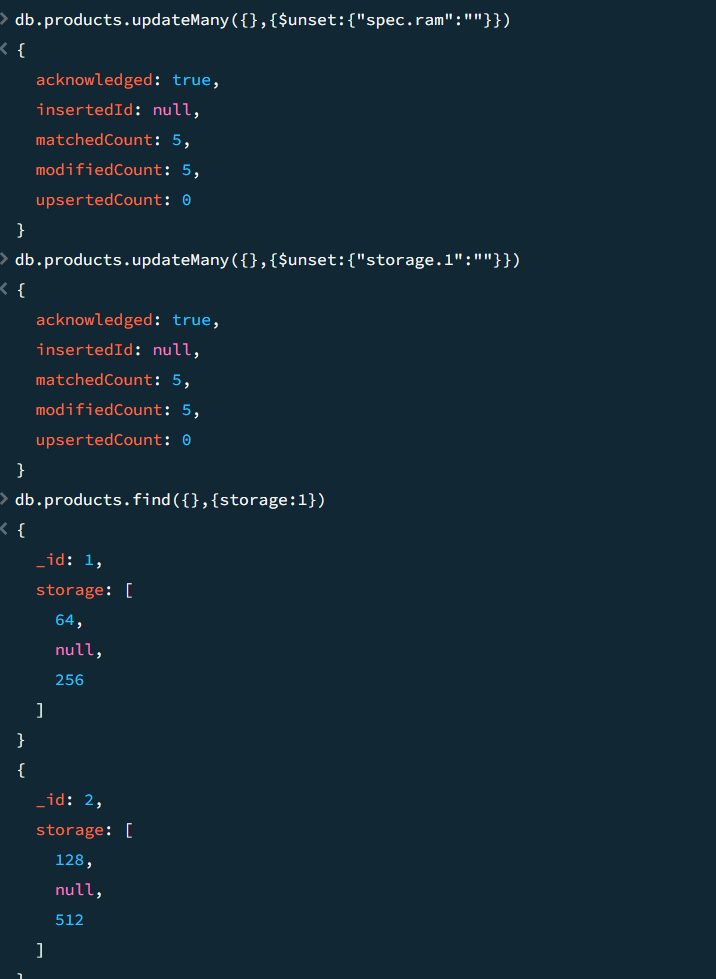 db.products.updateMany({},{$unset:{"spec.ram":""}})
{
acknowledged: true,
insertedId: null,
matchedCount: 5,
modifiedCount: 5,
upsertedCount: 0
}
db.products.updateMany({},{$unset:{"storage.1":""}})
{
acknowledged: true,
insertedId: null,
matchedCount: 5,
modifiedCount: 5,
upsertedCount: 0
}
db.products.find({},{storage:1})
{
_id: 1,
storage: [
64,
null,
256
]
}
{
_id: 2,
storage: [
128,
null,
512
]
}